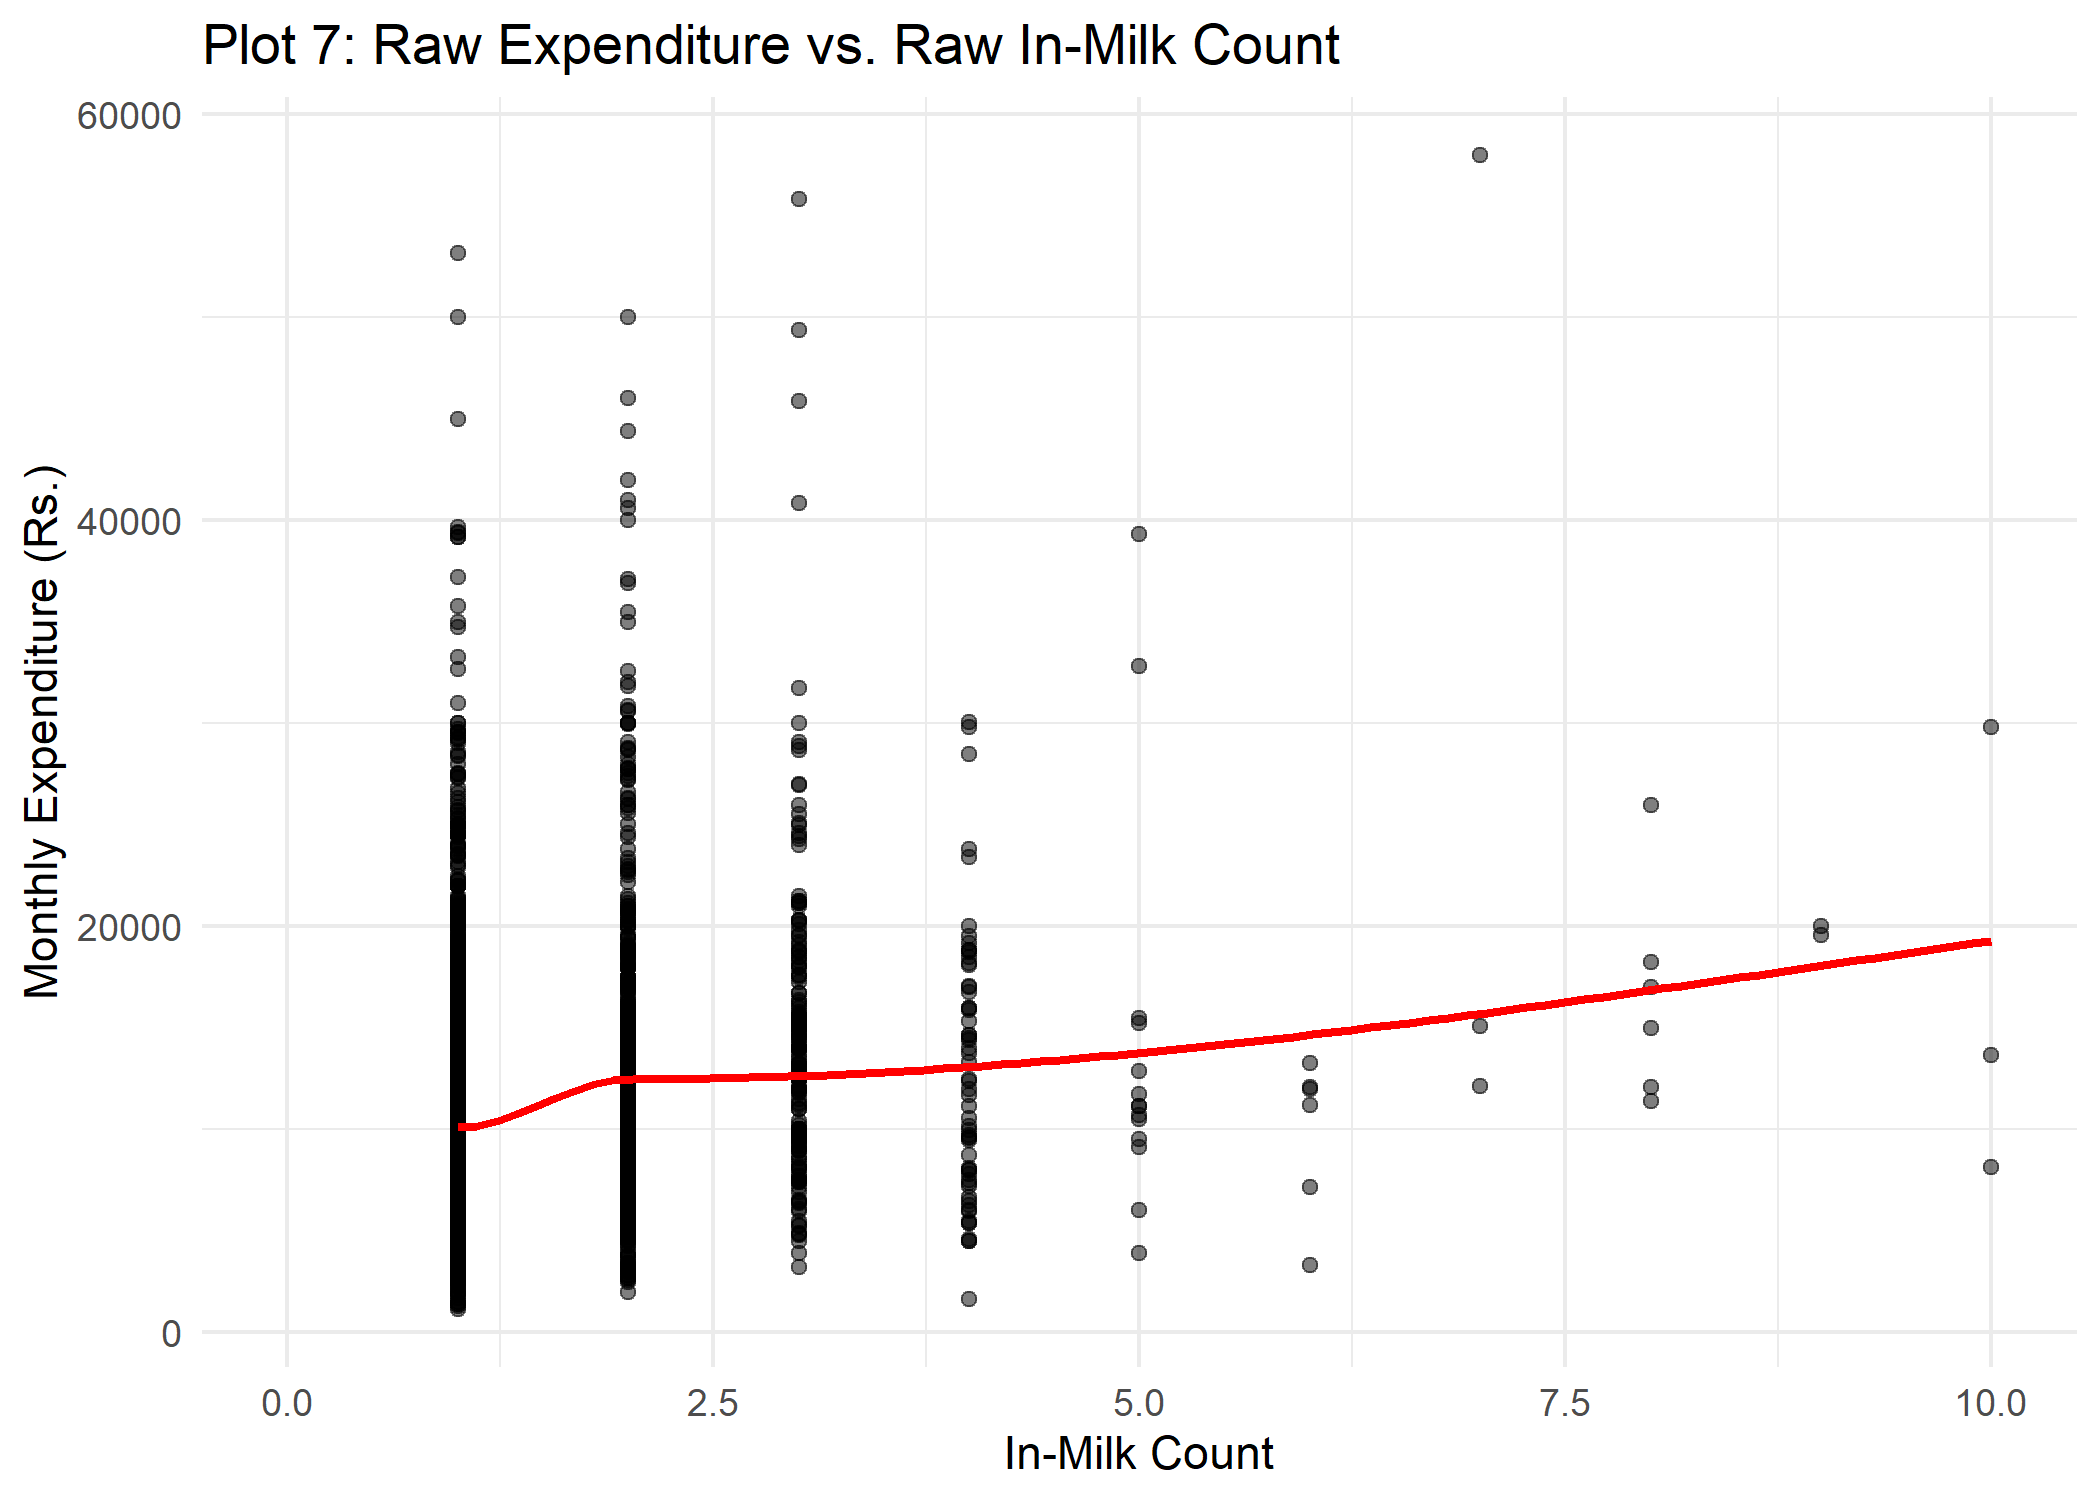 Plot 7: Raw Expenditure vs. Raw In-Milk Count
Monthly Expenditure (Rs.)
60000
40000
20000
0
0.0 2.5 5.0 7.5 10.0
In-Milk Count